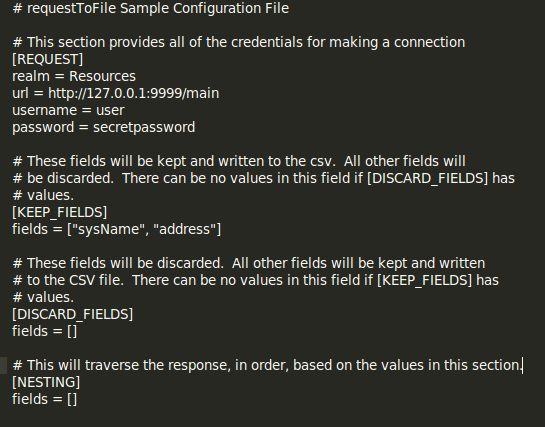 # requestToFile Sample Configuration File
# This section provides all of the credentials for making a connection
[REQUEST]
realm = Resources
url = http://127.0.0.1:9999/main
username = user
password = secretpassword
# These fields will be kept and written to the csv.  All other fields will
# be discarded.  There can be no values in this field if [DISCARD_FIELDS] has
# values.
[KEEP_FIELDS]
fields = ["sysName", "address"]
# These fields will be discarded.  All other fields will be kept and written
# to the CSV file.  There can be no values in this field if [KEEP_FIELDS] has
# values.
[DISCARD_FIELDS]
fields = []
# This will traverse the response, in order, based on the values in this section.
[NESTING]
fields = []